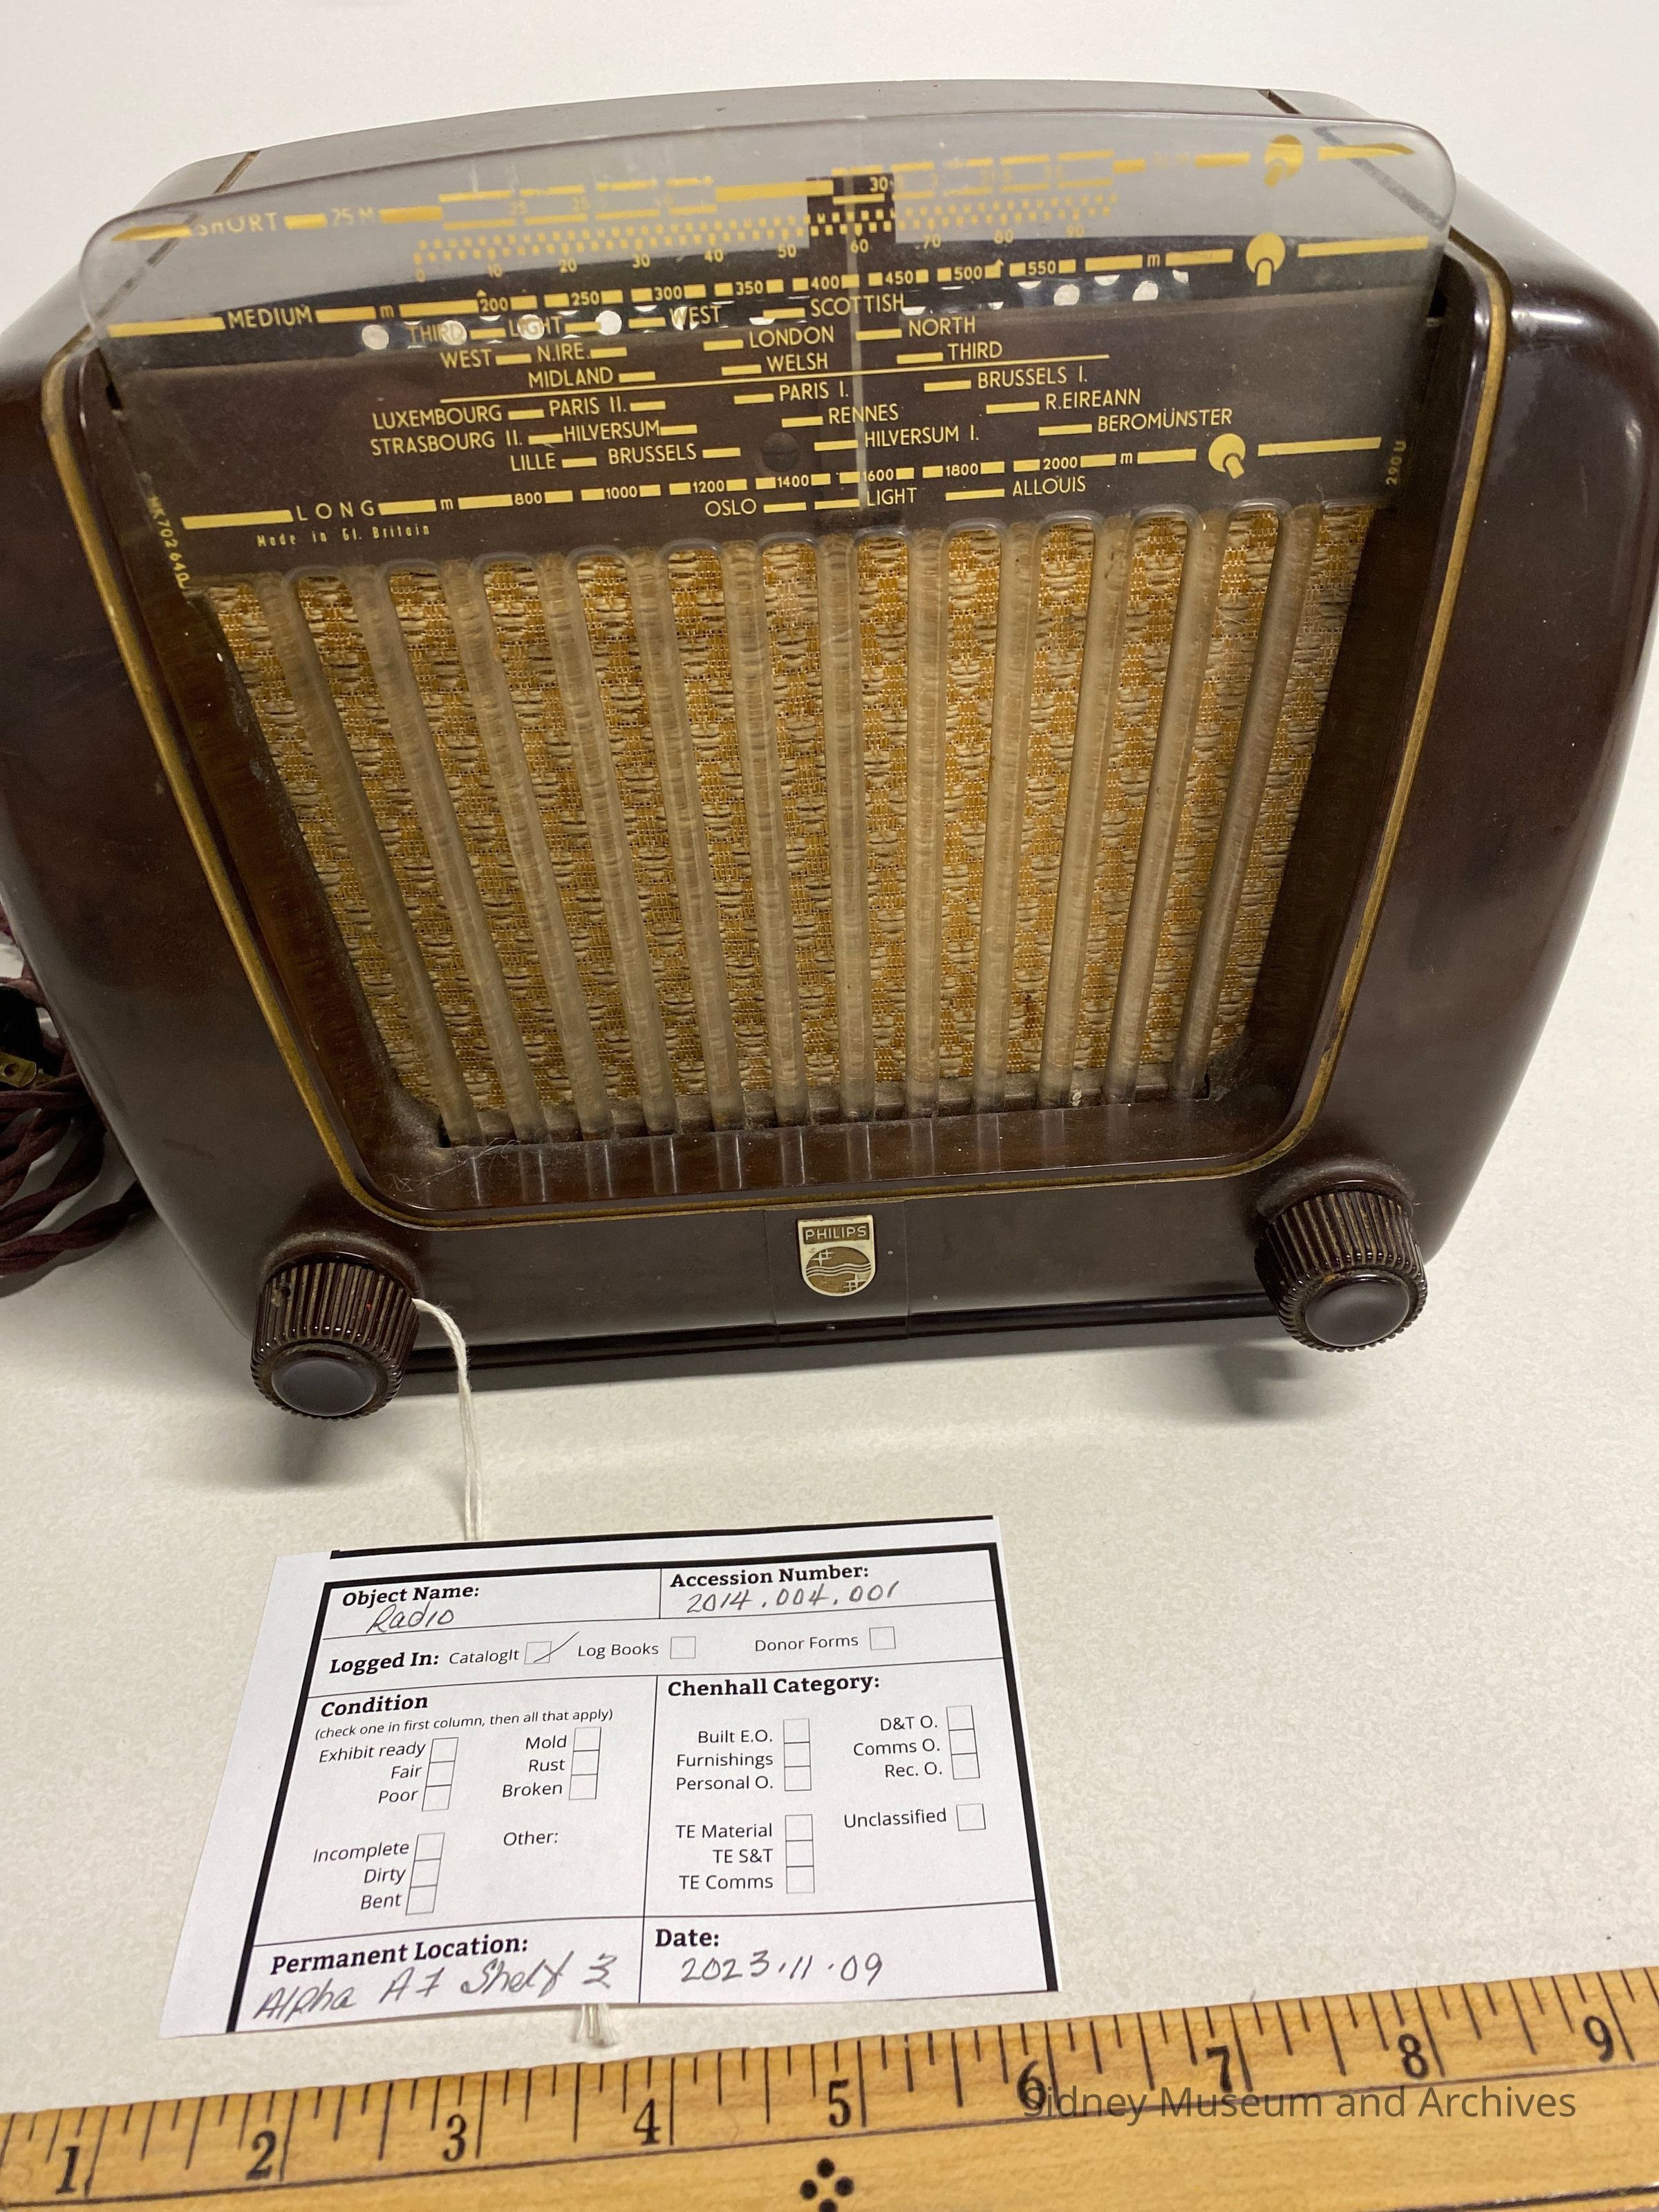 SHORT 25 M 30
0 10 20 30 40 50 60 70 80 90
MEDIUM m 200 250 300 350 400 450 500 550 m
THIRD LIGHT WEST SCOTTISH
WEST N.IRE. LONDON NORTH
MIDLAND WELSH THIRD
LUXEMBOURG PARIS II. PARIS I. BRUSSELS I.
STRASBOURG II. HILVERSUM RENNES R.EIREANN
LILLE BRUSSELS HILVERSUM I. BEROMÜNSTER
LONG m 800 1000 1200 1400 1600 1800 2000 m
OSLO LIGHT ALLOUIS
Made in Gt. Britain
290U
PHILIPS
Object Name: Accession Number:
Radio 2014.004.001
Logged In: CatalogIt Log Books Donor Forms
Condition Chenhall Category:
(check one in first column, then all that apply)
Exhibit ready Mold Built E.O. D&T O.
Fair Rust Furnishings Comms O.
Poor Broken Personal O. Rec. O.
Incomplete Other: TE Material Unclassified
Dirty TE S&T
Bent TE Comms
Permanent Location: Date:
Alpha A7 Shelf 3 2023.11.09
1 2 3 4 5 6 7 8 9
Sidney Museum and Archives